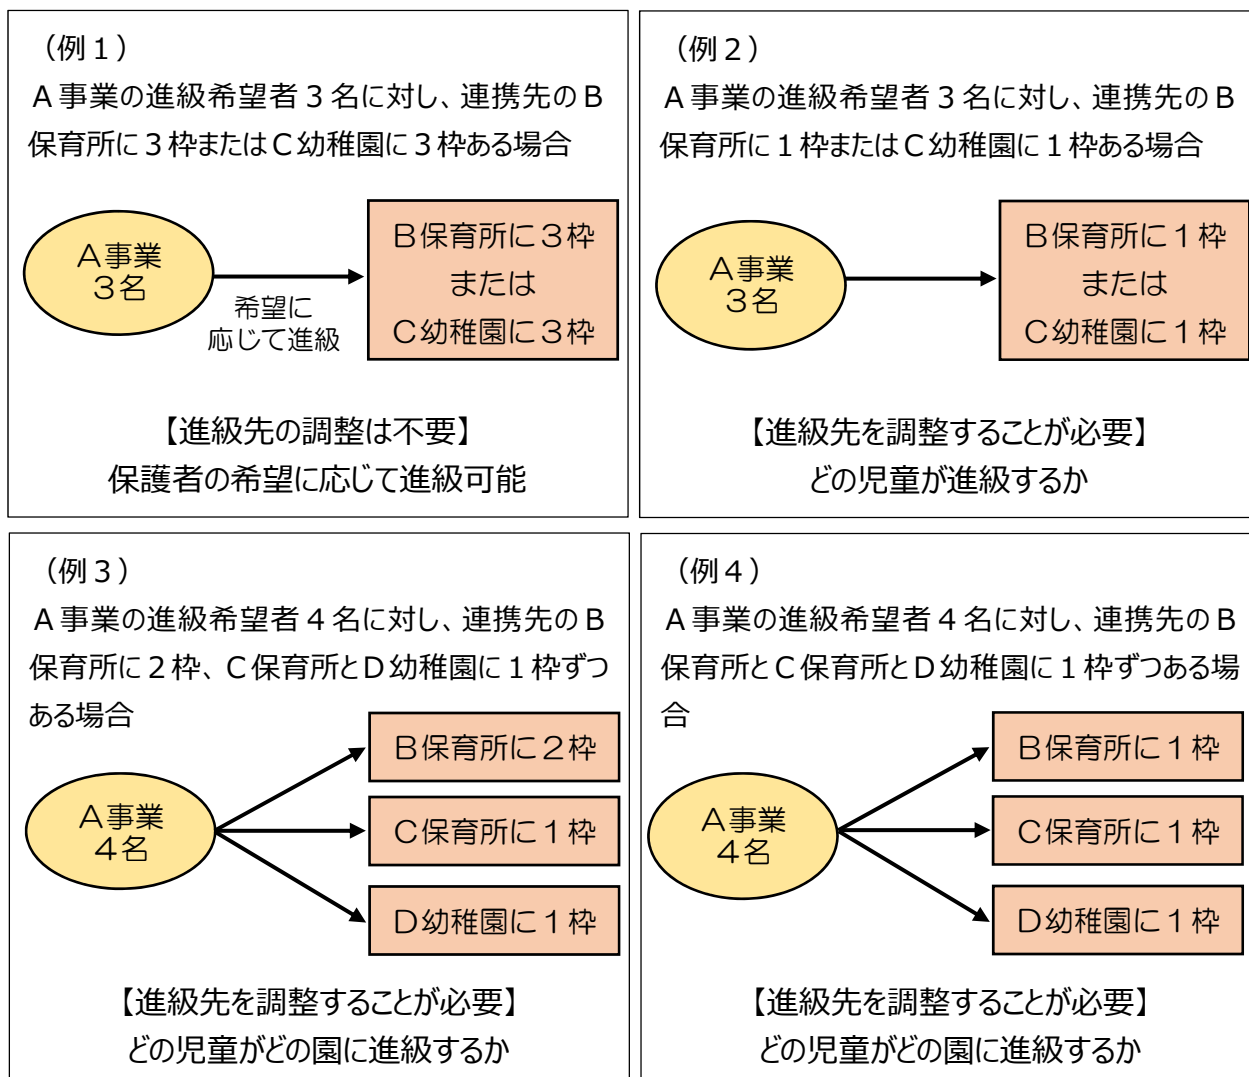 （例１）
Ａ事業の進級希望者３名に対し、連携先のＢ
保育所に３枠またはＣ幼稚園に３枠ある場合
Ａ事業
３名
希望に
応じて進級
Ｂ保育所に３枠
または
Ｃ幼稚園に３枠
【進級先の調整は不要】
保護者の希望に応じて進級可能
（例２）
Ａ事業の進級希望者３名に対し、連携先のＢ
保育所に１枠またはＣ幼稚園に１枠ある場合
Ａ事業
３名
Ｂ保育所に１枠
または
Ｃ幼稚園に１枠
【進級先を調整することが必要】
どの児童が進級するか
（例３）
Ａ事業の進級希望者４名に対し、連携先のＢ
保育所に２枠、Ｃ保育所とＤ幼稚園に１枠ずつ
ある場合
Ａ事業
４名
Ｂ保育所に２枠
Ｃ保育所に１枠
Ｄ幼稚園に１枠
【進級先を調整することが必要】
どの児童がどの園に進級するか
（例４）
Ａ事業の進級希望者４名に対し、連携先のＢ
保育所とＣ保育所とＤ幼稚園に１枠ずつある場
合
Ａ事業
４名
Ｂ保育所に１枠
Ｃ保育所に１枠
Ｄ幼稚園に１枠
【進級先を調整することが必要】
どの児童がどの園に進級するか